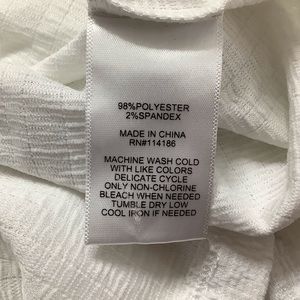 98%POLYESTER
2%SPANDEX
MADE IN CHINA
RN#114186
MACHINE WASH COLD
WITH LIKE COLORS
DELICATE CYCLE
ONLY NON-CHLORINE
BLEACH WHEN NEEDED
TUMBLE DRY LOW
COOL IRON IF NEEDED